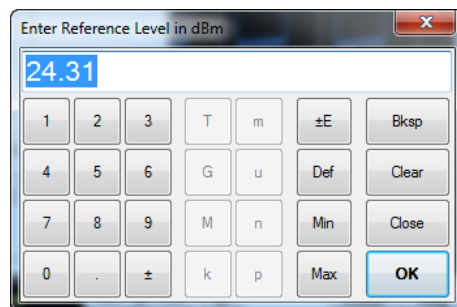 Enter Reference Level in dBm
24.31
1 2 3 T m ±E Bksp
4 5 6 G u Def Clear
7 8 9 M n Min Close
0 . ± k p Max OK